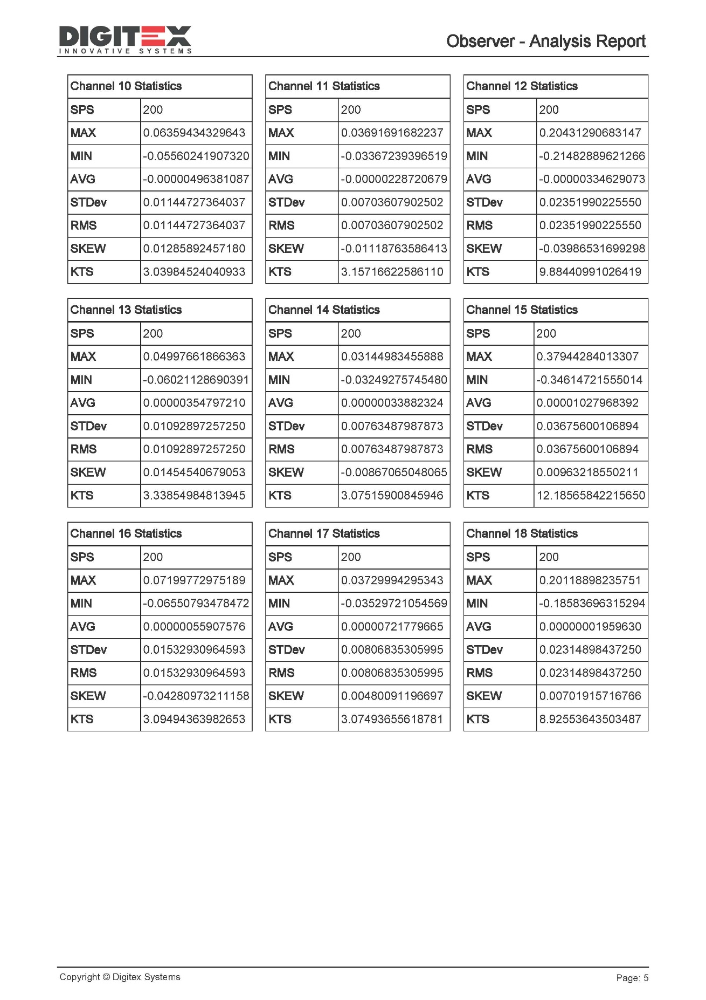 DIGITEX
INNOVATIVE SYSTEMS
Observer - Analysis Report
Channel 10 Statistics
SPS 200
MAX 0.06359434329643
MIN -0.05560241907320
AVG -0.00000496381087
STDev 0.01144727364037
RMS 0.01144727364037
SKEW 0.01285892457180
KTS 3.03984524040933
Channel 11 Statistics
SPS 200
MAX 0.03691691682237
MIN -0.03367239396519
AVG -0.00000228720679
STDev 0.00703607902502
RMS 0.00703607902502
SKEW -0.01118763586413
KTS 3.15716622586110
Channel 12 Statistics
SPS 200
MAX 0.20431290683147
MIN -0.21482889621266
AVG -0.00000334629073
STDev 0.02351990225550
RMS 0.02351990225550
SKEW -0.03986531699298
KTS 9.88440991026419
Channel 13 Statistics
SPS 200
MAX 0.04997661866363
MIN -0.06021128690391
AVG 0.00000354797210
STDev 0.01092897257250
RMS 0.01092897257250
SKEW 0.01454540679053
KTS 3.33854984813945
Channel 14 Statistics
SPS 200
MAX 0.03144983455888
MIN -0.03249275745480
AVG 0.00000033882324
STDev 0.00763487987873
RMS 0.00763487987873
SKEW -0.00867065048065
KTS 3.07515900845946
Channel 15 Statistics
SPS 200
MAX 0.37944284013307
MIN -0.34614721555014
AVG 0.00001027968392
STDev 0.03675600106894
RMS 0.03675600106894
SKEW 0.00963218550211
KTS 12.18565842215650
Channel 16 Statistics
SPS 200
MAX 0.07199772975189
MIN -0.06550793478472
AVG 0.00000055907576
STDev 0.01532930964593
RMS 0.01532930964593
SKEW -0.04280973211158
KTS 3.09494363982653
Channel 17 Statistics
SPS 200
MAX 0.03729994295343
MIN -0.03529721054569
AVG 0.00000721779665
STDev 0.00806835305995
RMS 0.00806835305995
SKEW 0.00480091196697
KTS 3.07493655618781
Channel 18 Statistics
SPS 200
MAX 0.20118898235751
MIN -0.18583696315294
AVG 0.00000001959630
STDev 0.02314898437250
RMS 0.02314898437250
SKEW 0.00701915716766
KTS 8.92553643503487
Copyright © Digitex Systems
Page: 5